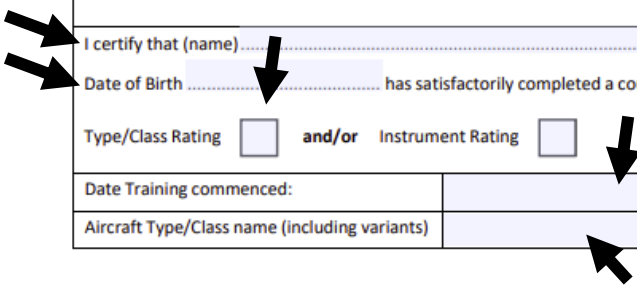 I certify that (name)..........................................................................................
Date of Birth .......................................... has satisfactorily completed a co
Type/Class Rating and/or Instrument Rating
Date Training commenced:
Aircraft Type/Class name (including variants)